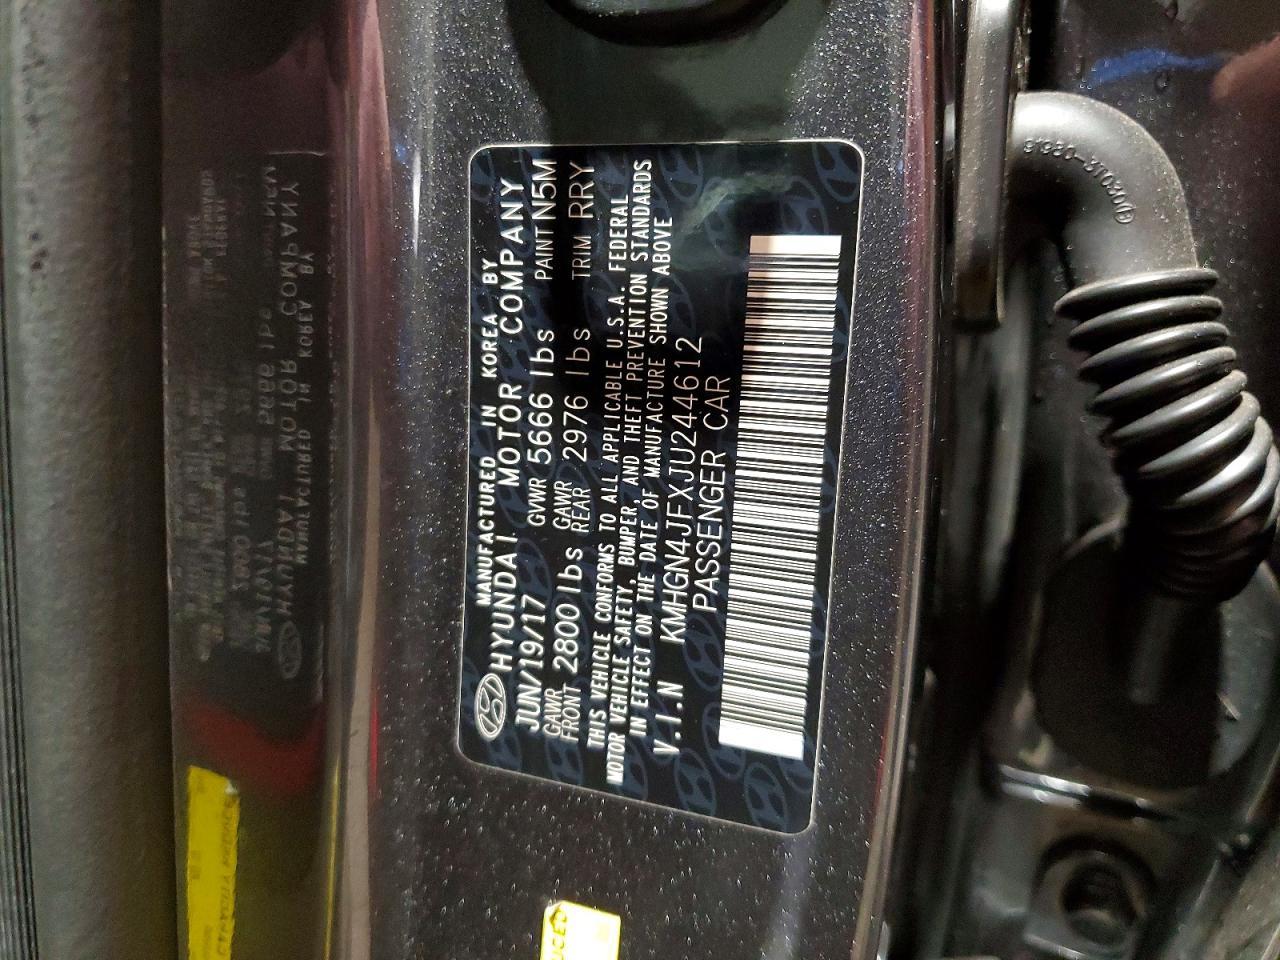 MANUFACTURED IN KOREA BY
HYUNDAI MOTOR COMPANY
JUN/19/17 GVWR 5666 lbs PAINT N5M
GAWR FRONT 2800 lbs GAWR REAR 2976 lbs TRIM RRY
THIS VEHICLE CONFORMS TO ALL APPLICABLE U.S.A. FEDERAL
MOTOR VEHICLE SAFETY, BUMPER, AND THEFT PREVENTION STANDARDS
IN EFFECT ON THE DATE OF MANUFACTURE SHOWN ABOVE
V.I.N KMHGN4JFXJU244612
PASSENGER CAR
UCED